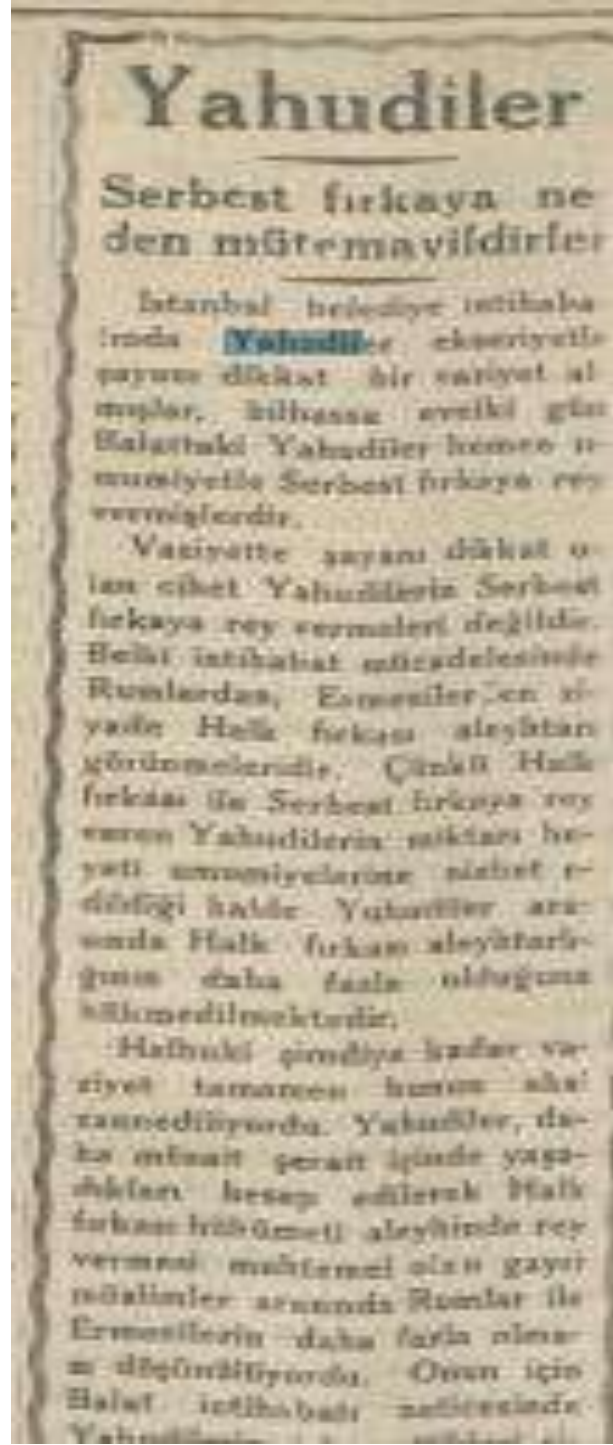 Yahudiler
Serbest fırkaya ne
den mütemayildirler
İstanbul belediye intihaba
tında Yahudiler ekseriyetle
şayanı dikkat bir vaziyet al-
mışlar, bilhassa evelki gün
Balattaki Yahudiler hemen u-
mumiyetle Serbest fırkaya rey
vermişlerdir.
Vaziyette şayanı dikkat o-
lan cihet Yahudilerin Serbest
fırkaya rey vermeleri değildir.
Belki intihabat mücadelesinde
Rumlardan, Ermenilerden zi-
yade Halk fırkası aleyhtarı
görünmeleridir. Çünkü Halk
fırkası ile Serbest fırkaya rey
veren Yahudilerin miktarı he-
yeti umumiyelerine nisbet e-
dildiği halde Yahudiler ara-
sında Halk fırkası aleyhtarlı-
ğının daha fazla olduğuna
hükmedilmektedir.
Halbuki şimdiye kadar va-
ziyet tamamen bunun aksi
zannediliyordu. Yahudiler, da-
ha müsait şerait içinde yaşa-
dıkları hesap edilerek Halk
fırkası hükûmeti aleyhinde rey
vermesi muhtemel olan gayri
müslimler arasında Rumlar ile
Ermenilerin daha fazla olma-
sı düşünülüyordu. Onun için
Balat intihabatı neticesinde
Yahudilerin